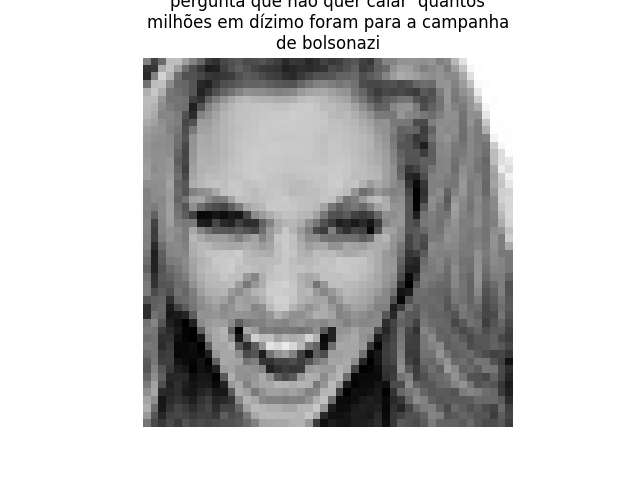 pergunta que não quer calar quantos
milhões em dízimo foram para a campanha
de bolsonazi